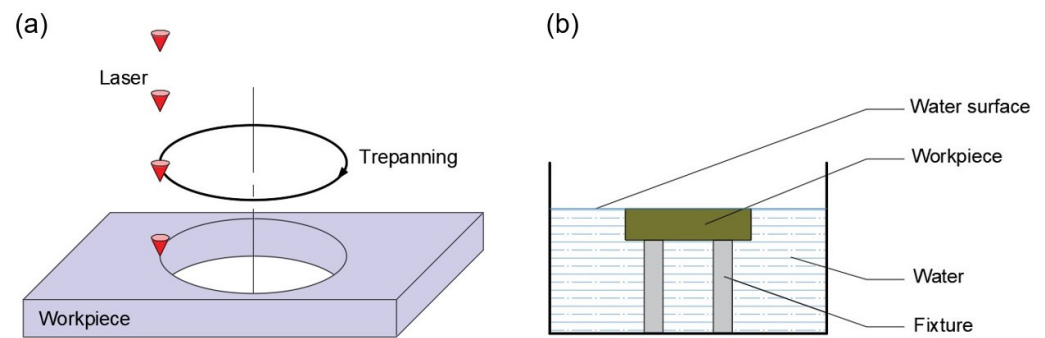 (a)
Laser
Trepanning
Workpiece
(b)
Water surface
Workpiece
Water
Fixture